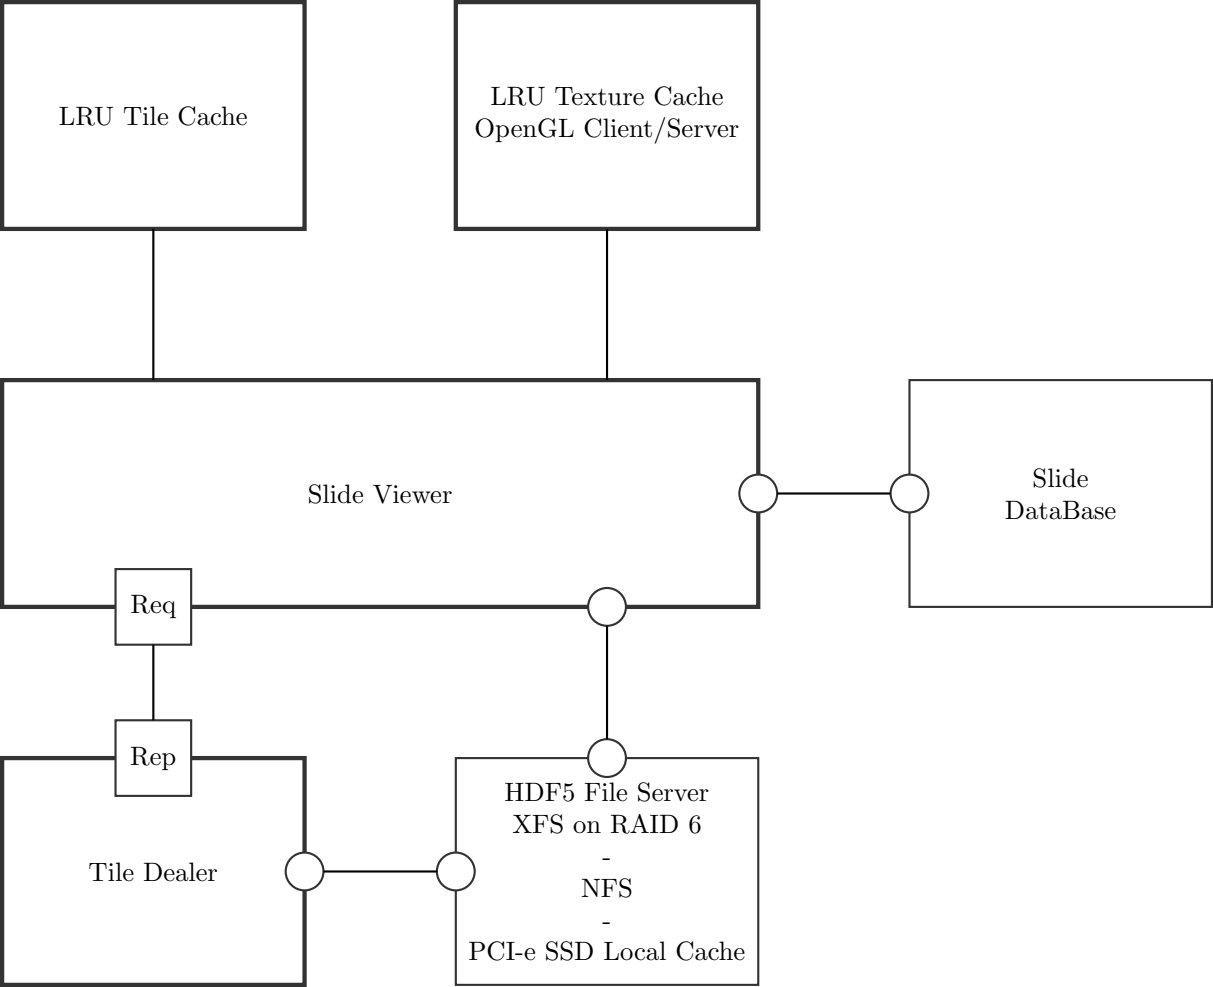 LRU Tile Cache
LRU Texture Cache
OpenGL Client/Server
Slide Viewer
Slide
DataBase
Req
Rep
Tile Dealer
HDF5 File Server
XFS on RAID 6
-
NFS
-
PCI-e SSD Local Cache